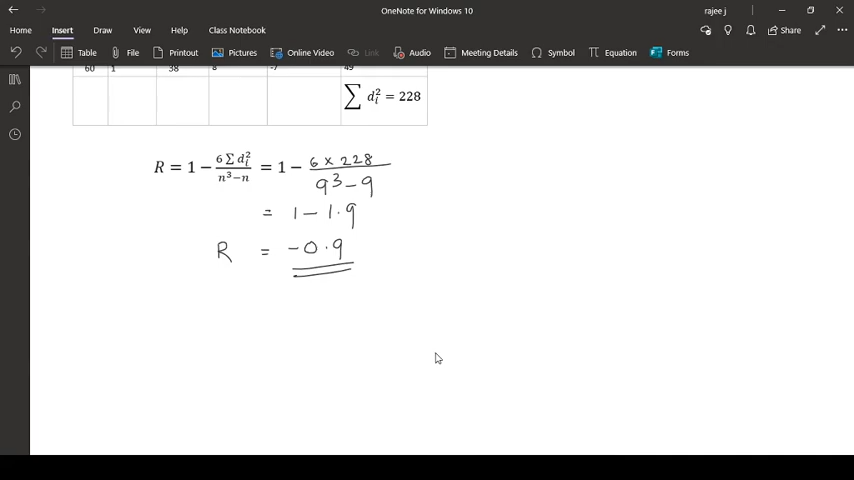 OneNote for Windows 10
rajee j
Home Insert Draw View Help Class Notebook Share
Table File Printout Pictures Online Video Link Audio Meeting Details Symbol Equation Forms
60 1 38 8 -7 49
∑ d_i^2 = 228
R = 1 − \frac{6 ∑ d_i^2}{n^3−n} = 1 − \frac{6 × 228}{9^3 − 9}
= 1 − 1.9
R = −0.9